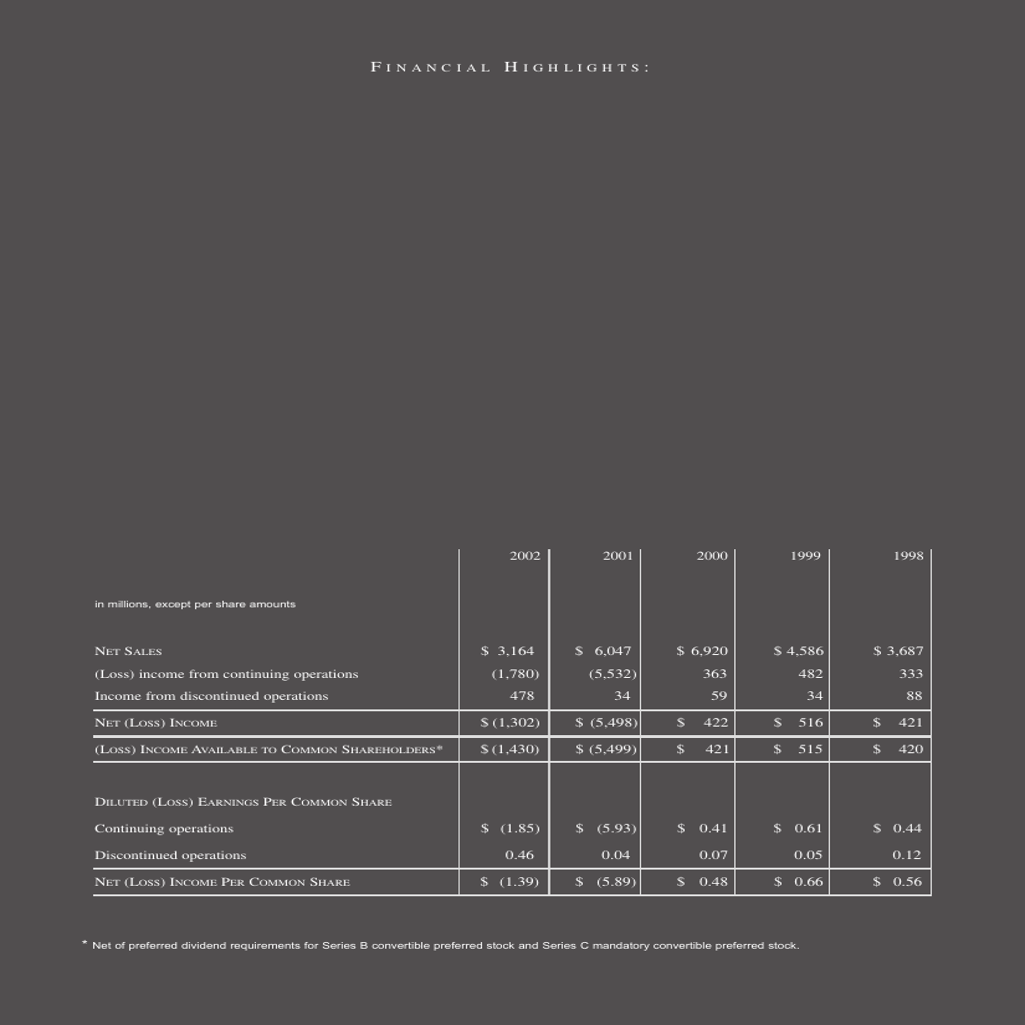 FINANCIAL HIGHLIGHTS:
2002 2001 2000 1999 1998
in millions, except per share amounts
NET SALES $ 3,164 $ 6,047 $ 6,920 $ 4,586 $ 3,687
(Loss) income from continuing operations (1,780) (5,532) 363 482 333
Income from discontinued operations 478 34 59 34 88
NET (LOSS) INCOME $ (1,302) $ (5,498) $ 422 $ 516 $ 421
(LOSS) INCOME AVAILABLE TO COMMON SHAREHOLDERS* $ (1,430) $ (5,499) $ 421 $ 515 $ 420
DILUTED (LOSS) EARNINGS PER COMMON SHARE
Continuing operations $ (1.85) $ (5.93) $ 0.41 $ 0.61 $ 0.44
Discontinued operations 0.46 0.04 0.07 0.05 0.12
NET (LOSS) INCOME PER COMMON SHARE $ (1.39) $ (5.89) $ 0.48 $ 0.66 $ 0.56
* Net of preferred dividend requirements for Series B convertible preferred stock and Series C mandatory convertible preferred stock.